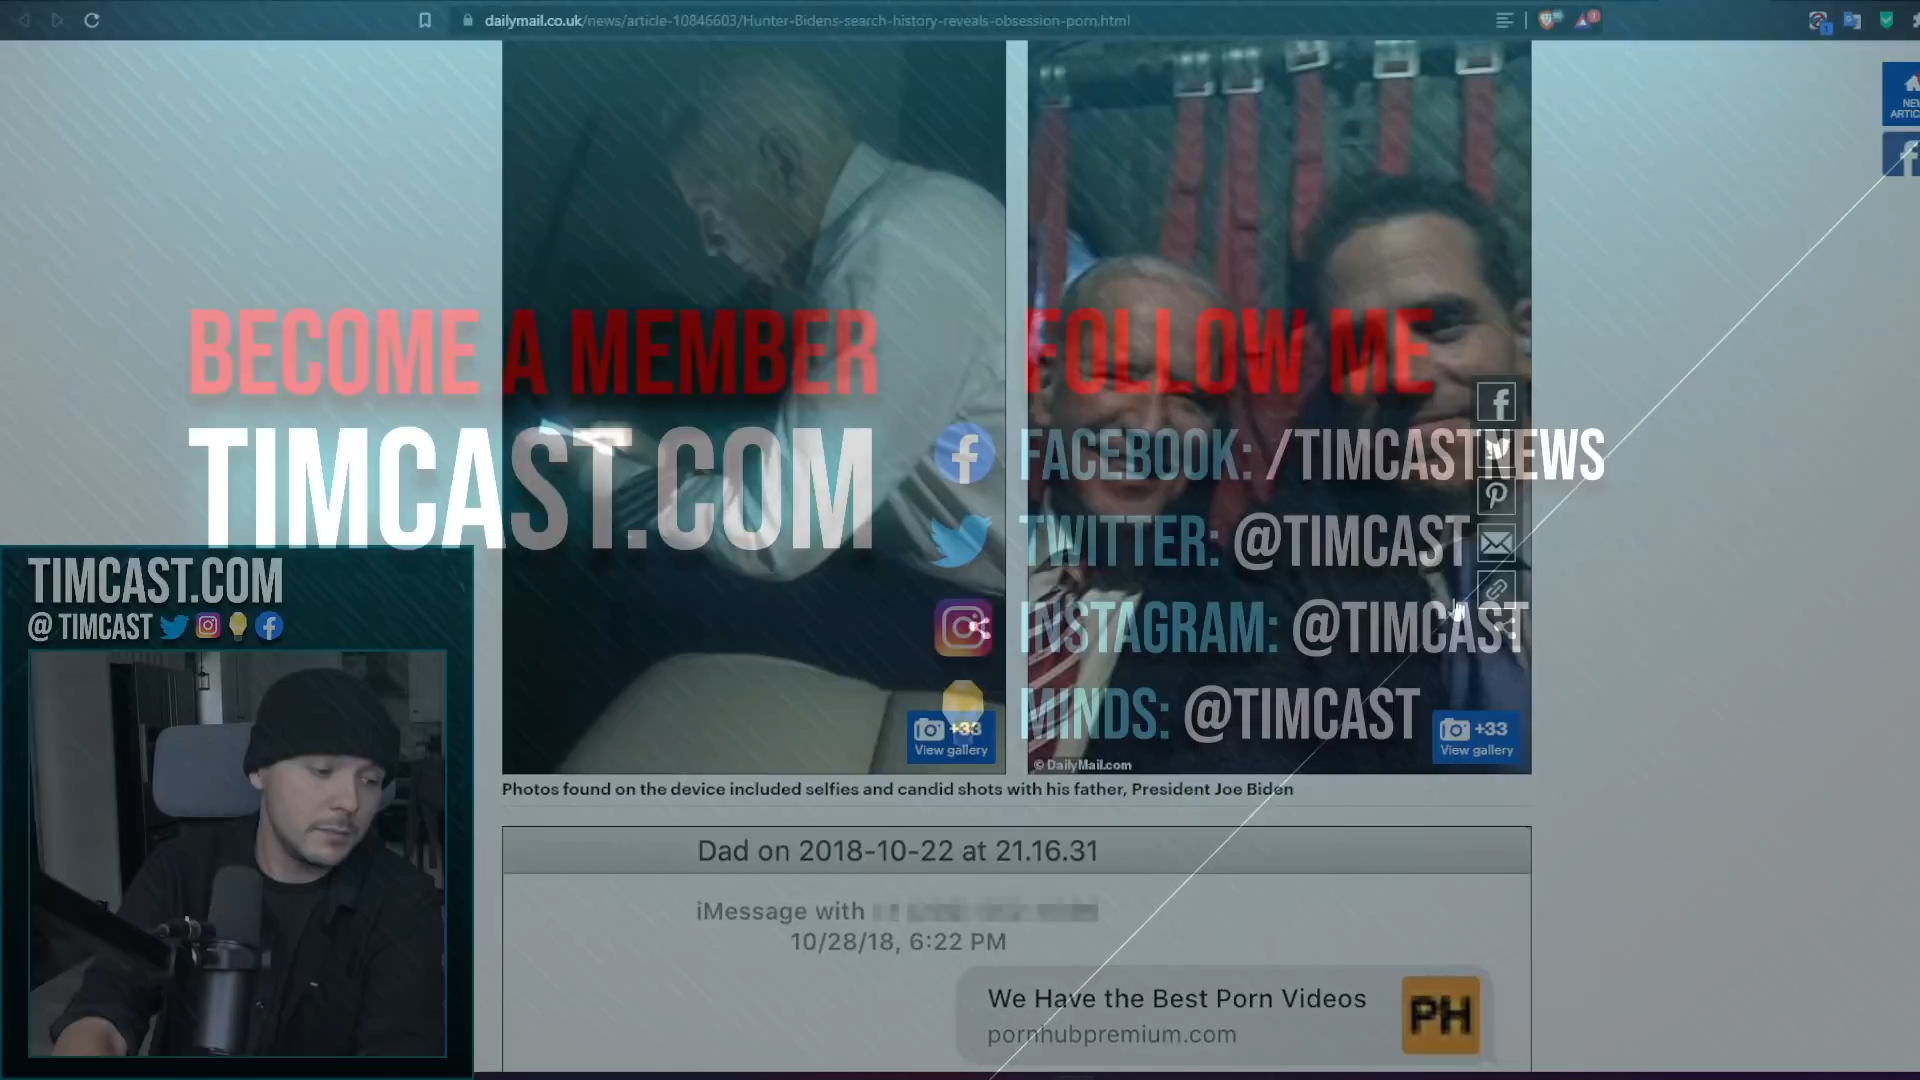 dailymail.co.uk/news/article-10846603/Hunter-Bidens-search-history-reveals-obsession-porn.html
NEW
ARTIC
BECOME A MEMBER
TIMCAST.COM
FOLLOW ME
FACEBOOK: /TIMCASTNEWS
TWITTER: @TIMCAST
INSTAGRAM: @TIMCAST
MINDS: @TIMCAST
+33
View gallery
+33
View gallery
© DailyMail.com
Photos found on the device included selfies and candid shots with his father, President Joe Biden
TIMCAST.COM
@ TIMCAST
Dad on 2018-10-22 at 21.16.31
iMessage with
10/28/18, 6:22 PM
We Have the Best Porn Videos
pornhubpremium.com
PH